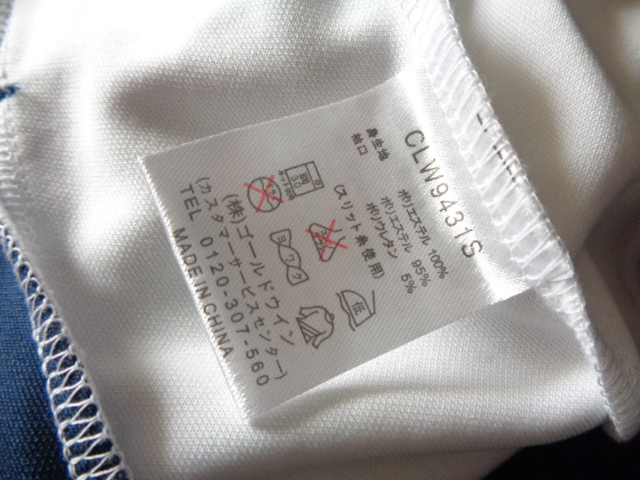 CLW9431S
身生地 ポリエステル 100%
袖口 ポリエステル 95%
ポリウレタン 5%
(スリット糸使用)
低
(株)ゴールドウイン
(カスタマーサービスセンター)
TEL 0120-307-560
MADE IN CHINA